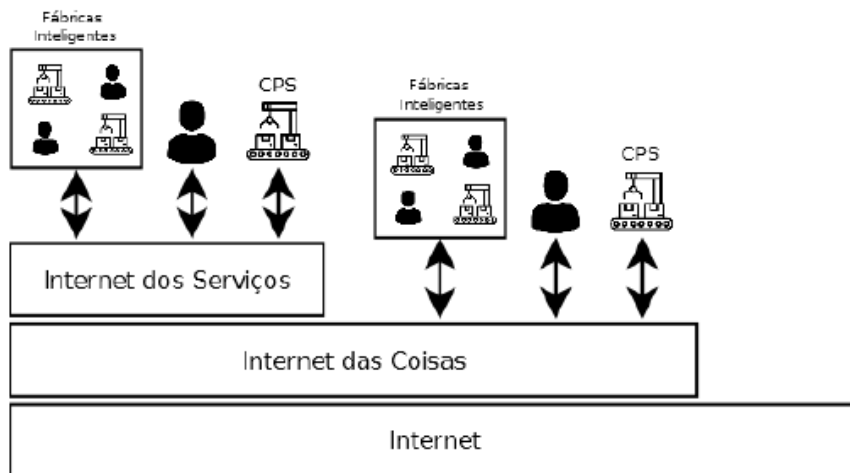 Fábricas
Inteligentes
CPS
Fábricas
Inteligentes
CPS
Internet dos Serviços
Internet das Coisas
Internet